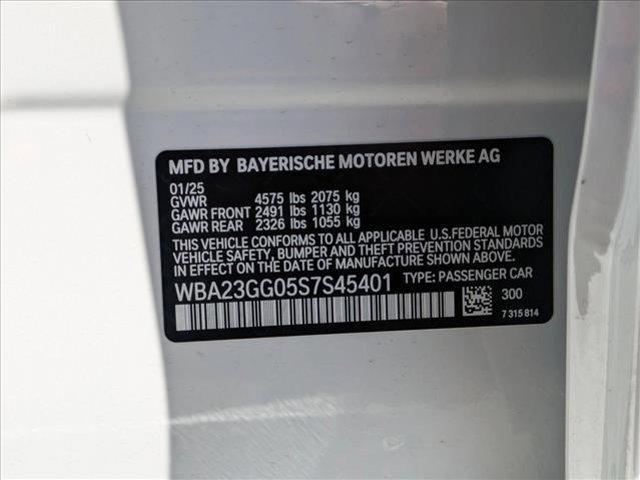 MFD BY BAYERISCHE MOTOREN WERKE AG
01/25
GVWR 4575 lbs 2075 kg
GAWR FRONT 2491 lbs 1130 kg
GAWR REAR 2326 lbs 1055 kg
THIS VEHICLE CONFORMS TO ALL APPLICABLE U.S.FEDERAL MOTOR
VEHICLE SAFETY, BUMPER AND THEFT PREVENTION STANDARDS
IN EFFECT ON THE DATE OF MANUFACTURE SHOWN ABOVE.
WBA23GG05S7S45401 TYPE: PASSENGER CAR
300
7 315 814